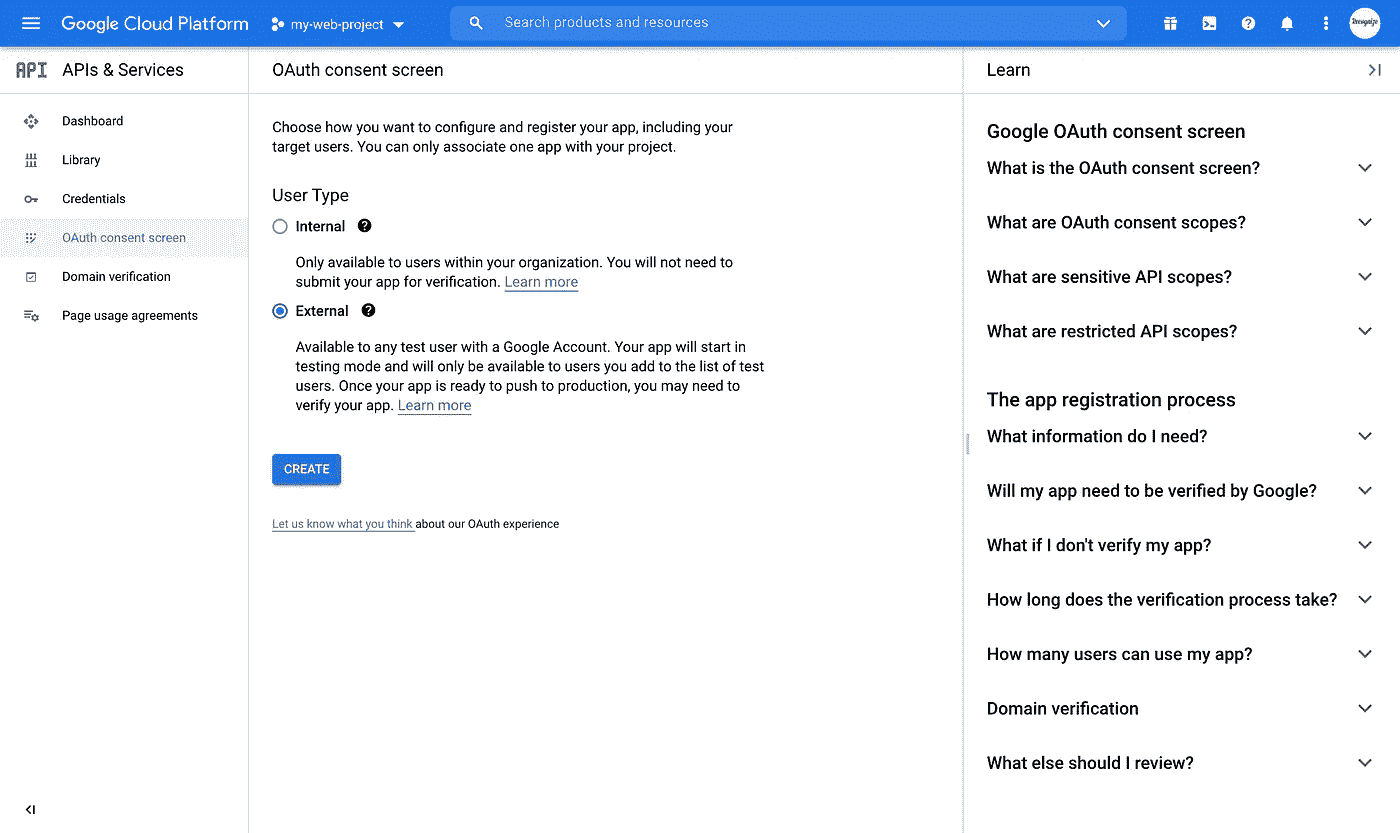 Google Cloud Platform
my-web-project
Search products and resources
Recognize
API APIs & Services
Dashboard
Library
Credentials
OAuth consent screen
Domain verification
Page usage agreements
OAuth consent screen
Choose how you want to configure and register your app, including your
target users. You can only associate one app with your project.
User Type
Internal
Only available to users within your organization. You will not need to
submit your app for verification. Learn more
External
Available to any test user with a Google Account. Your app will start in
testing mode and will only be available to users you add to the list of test
users. Once your app is ready to push to production, you may need to
verify your app. Learn more
CREATE
Let us know what you think about our OAuth experience
Learn
Google OAuth consent screen
What is the OAuth consent screen?
What are OAuth consent scopes?
What are sensitive API scopes?
What are restricted API scopes?
The app registration process
What information do I need?
Will my app need to be verified by Google?
What if I don't verify my app?
How long does the verification process take?
How many users can use my app?
Domain verification
What else should I review?